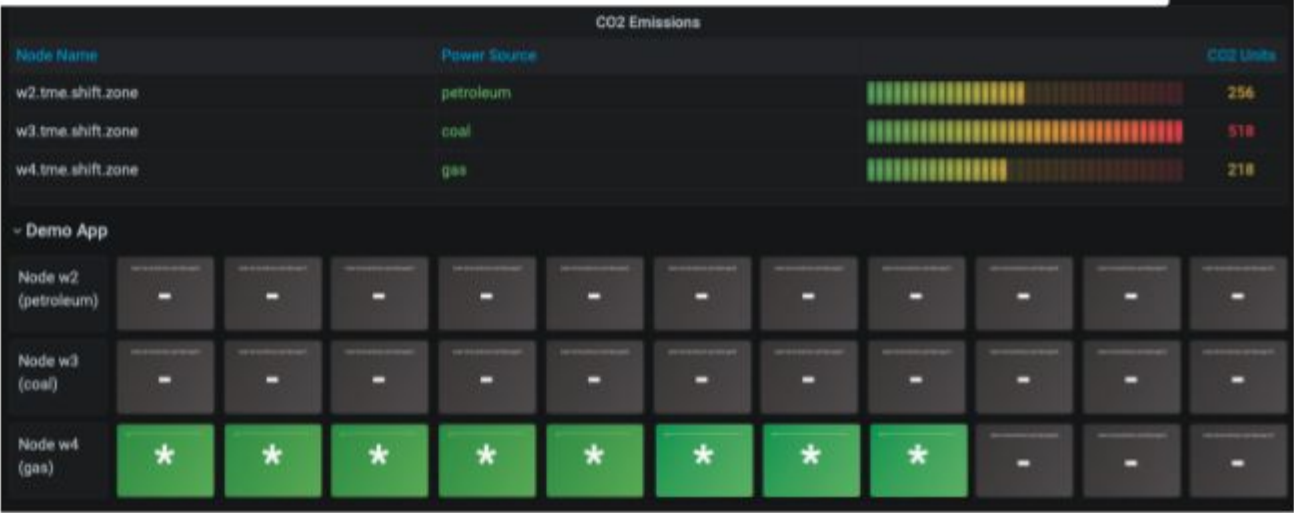 CO2 Emissions
Node Name Power Source CO2 Units
w2.tme.shift.zone petroleum 256
w3.tme.shift.zone coal 518
w4.tme.shift.zone gas 218
Demo App
Node w2
(petroleum)
- - - - - - - - - - -
Node w3
(coal)
- - - - - - - - - - -
Node w4
(gas)
* * * * * * * * - - -